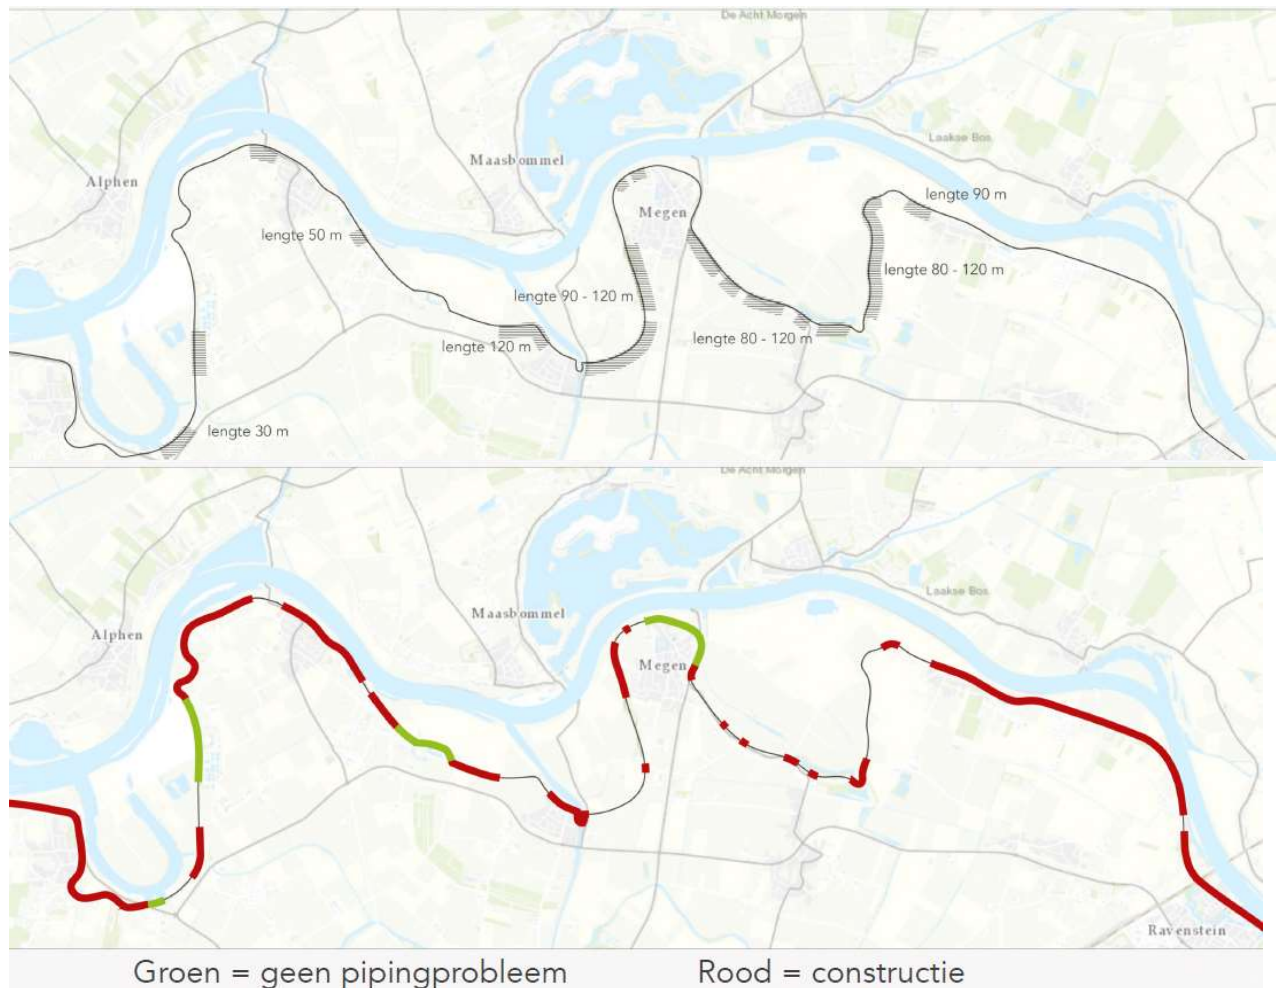 De Acht Morgen
Laakse Bos
Maasbommel
Alphen
lengte 90 m
Megen
lengte 50 m
lengte 80 - 120 m
lengte 90 - 120 m
lengte 120 m
lengte 80 - 120 m
lengte 30 m
De Acht Morgen
Laakse Bos
Maasbommel
Alphen
Megen
Ravenstein
Groen = geen pipingprobleem
Rood = constructie